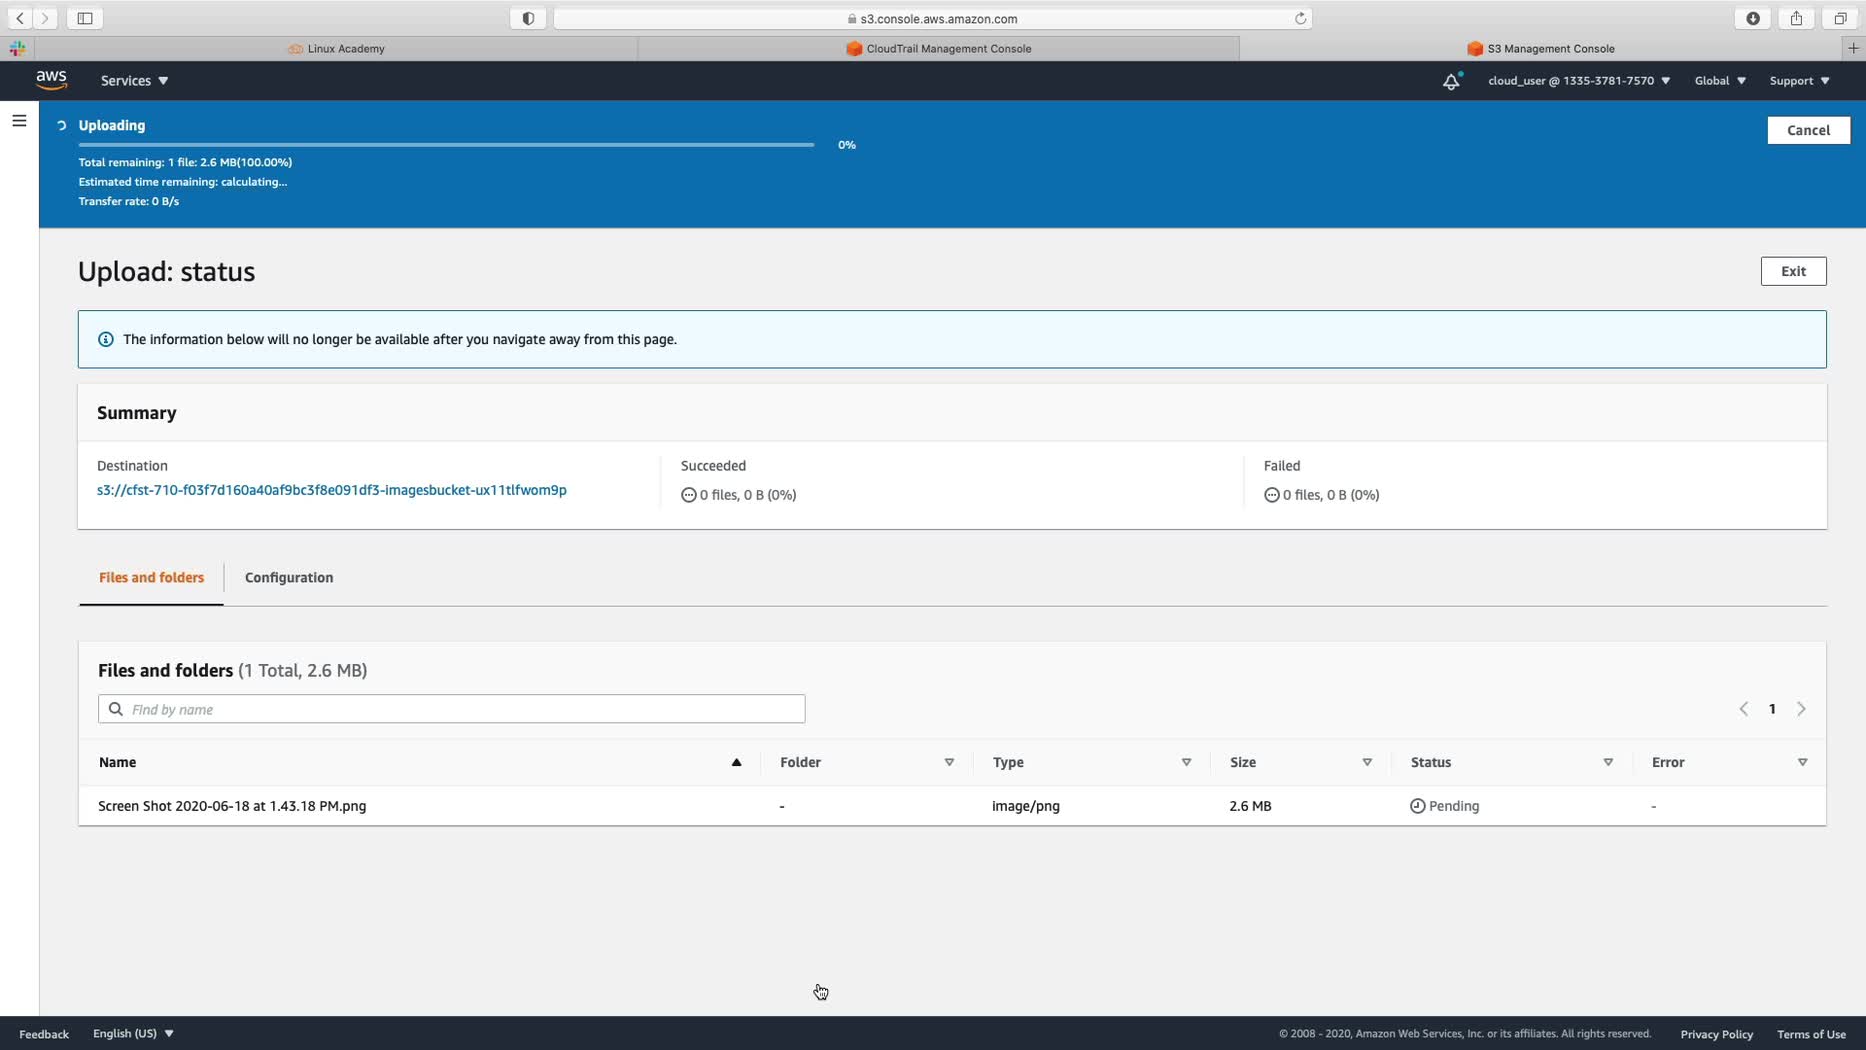 s3.console.aws.amazon.com
Linux Academy
CloudTrail Management Console
S3 Management Console
aws
Services
cloud_user @ 1335-3781-7570
Global
Support
Uploading
0%
Cancel
Total remaining: 1 file: 2.6 MB(100.00%)
Estimated time remaining: calculating...
Transfer rate: 0 B/s
Upload: status
Exit
The information below will no longer be available after you navigate away from this page.
Summary
Destination
s3://cfst-710-f03f7d160a40af9bc3f8e091df3-imagesbucket-ux11tlfwom9p
Succeeded
0 files, 0 B (0%)
Failed
0 files, 0 B (0%)
Files and folders
Configuration
Files and folders (1 Total, 2.6 MB)
Find by name
1
Name Folder Type Size Status Error
Screen Shot 2020-06-18 at 1.43.18 PM.png - image/png 2.6 MB Pending -
Feedback
English (US)
© 2008 - 2020, Amazon Web Services, Inc. or its affiliates. All rights reserved.
Privacy Policy
Terms of Use